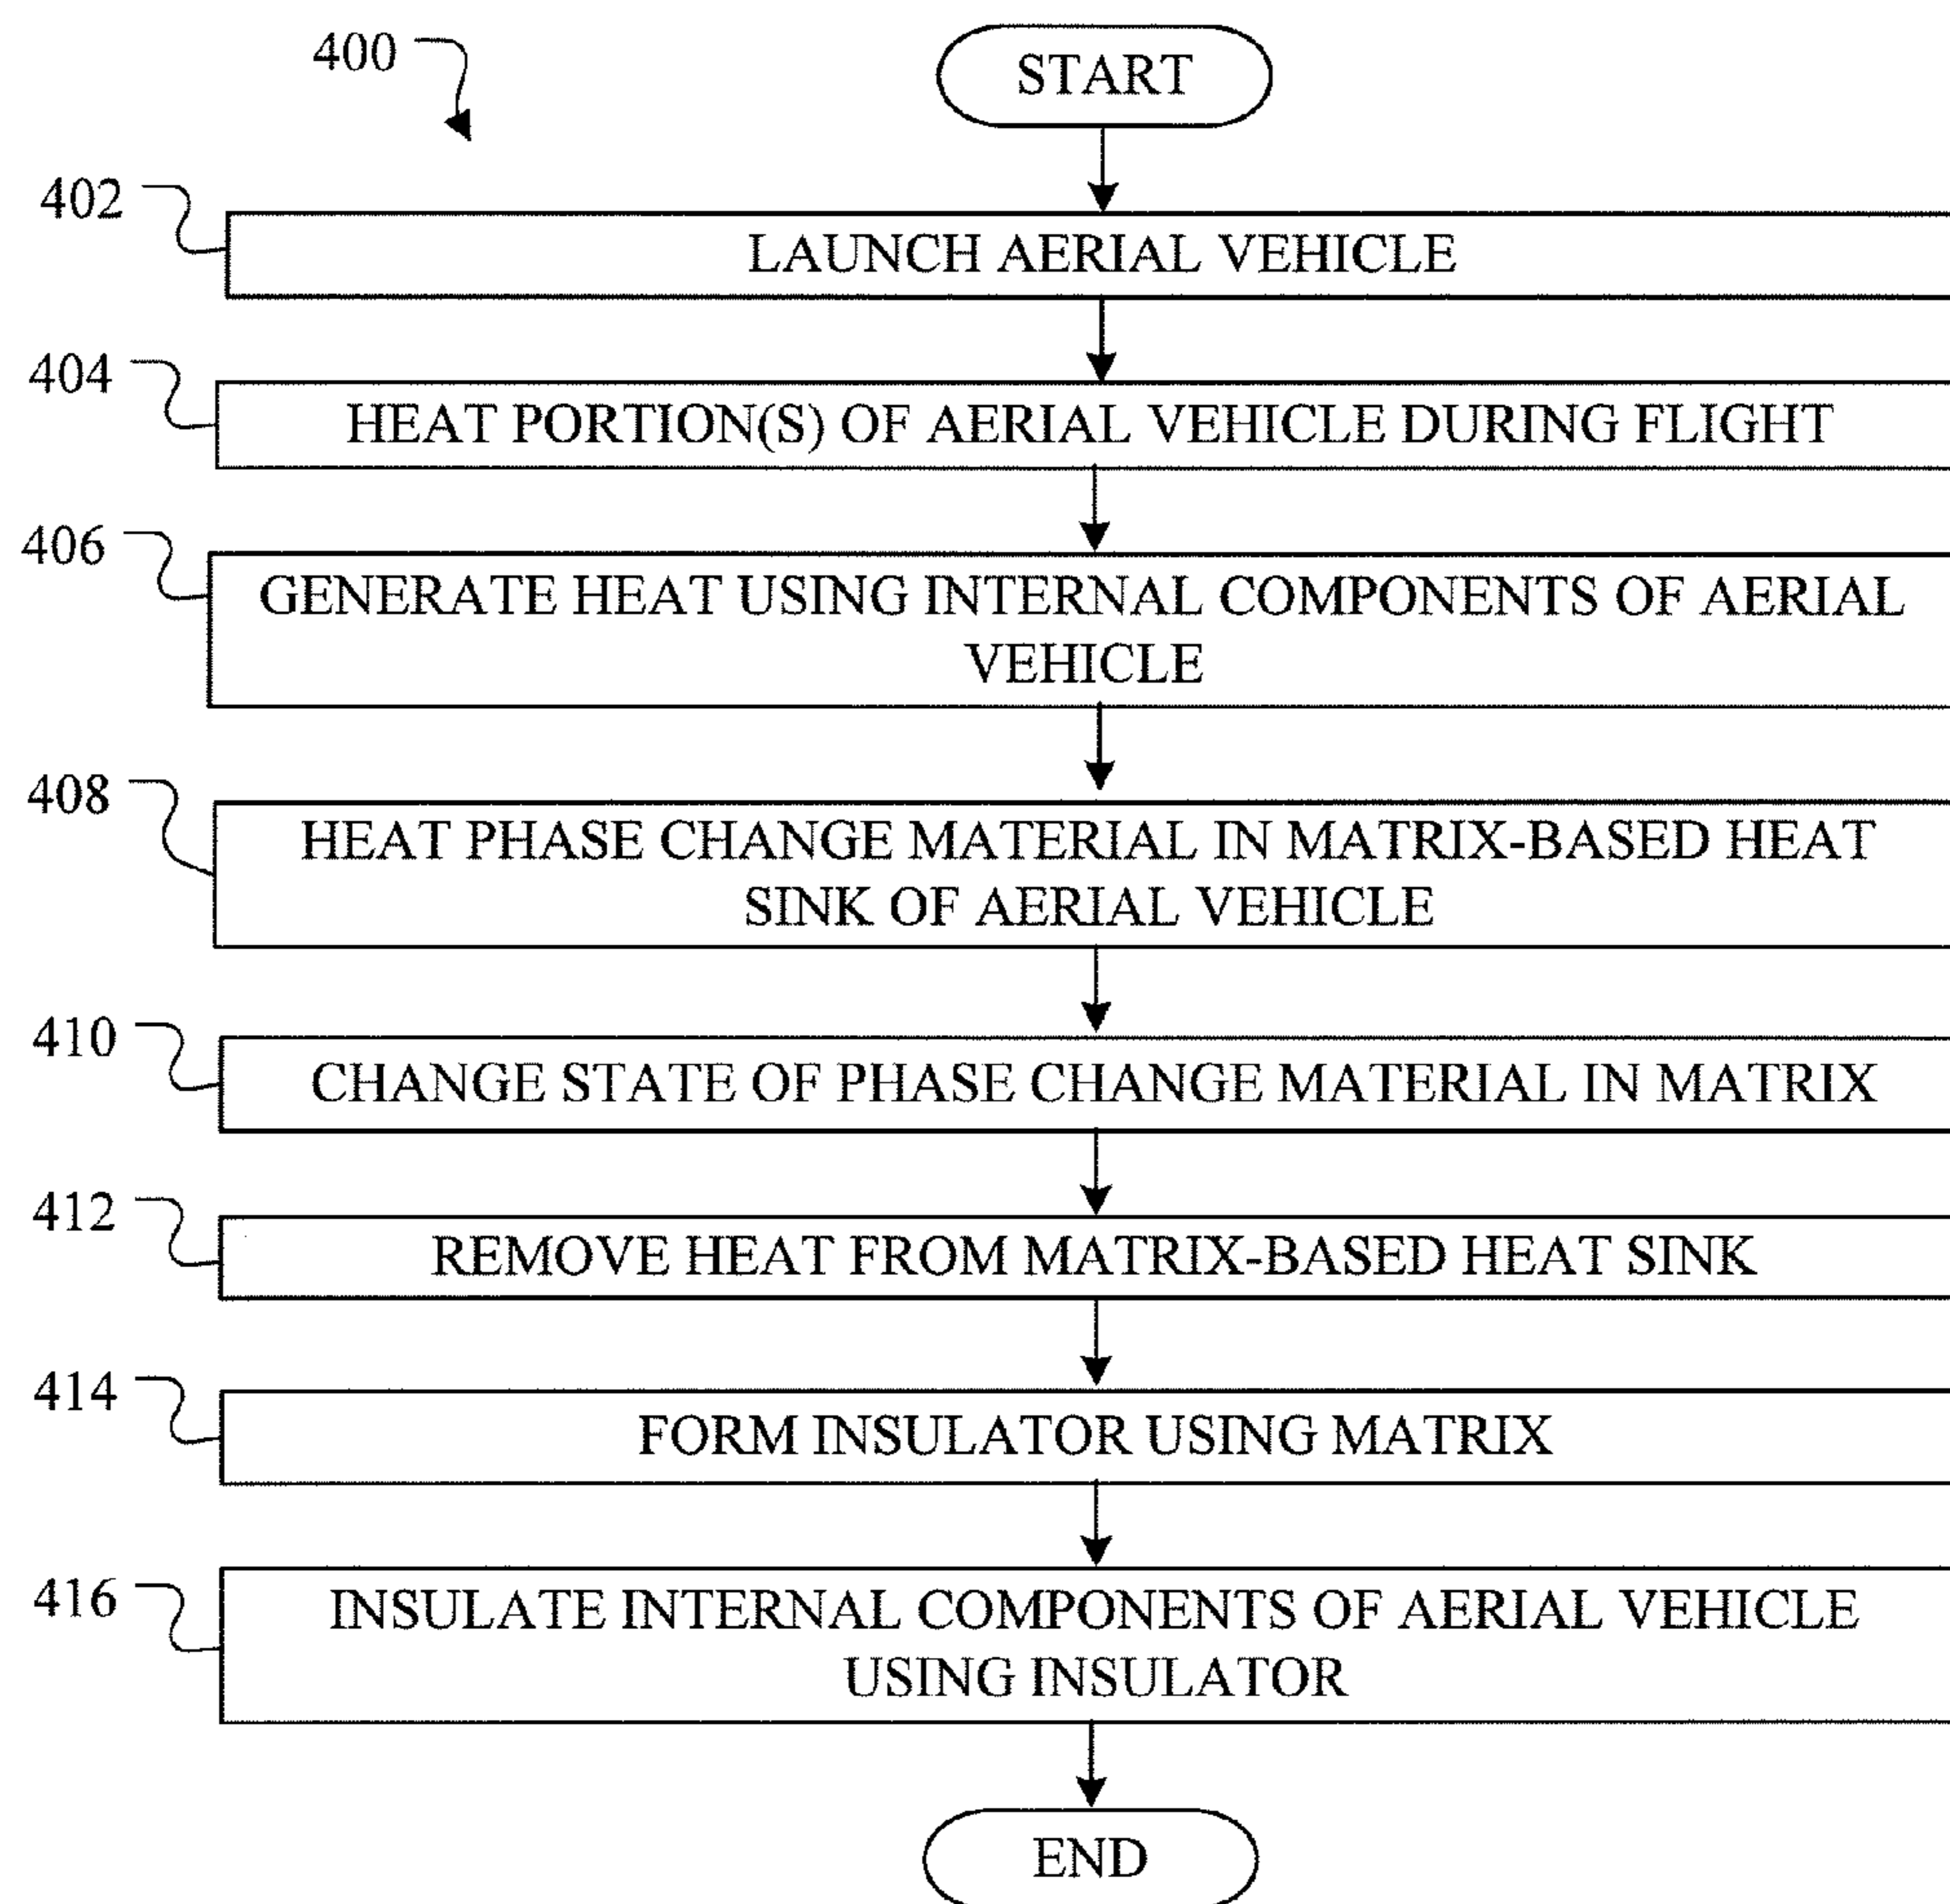 400
START
402
LAUNCH AERIAL VEHICLE
404
HEAT PORTION(S) OF AERIAL VEHICLE DURING FLIGHT
406
GENERATE HEAT USING INTERNAL COMPONENTS OF AERIAL
VEHICLE
408
HEAT PHASE CHANGE MATERIAL IN MATRIX-BASED HEAT
SINK OF AERIAL VEHICLE
410
CHANGE STATE OF PHASE CHANGE MATERIAL IN MATRIX
412
REMOVE HEAT FROM MATRIX-BASED HEAT SINK
414
FORM INSULATOR USING MATRIX
416
INSULATE INTERNAL COMPONENTS OF AERIAL VEHICLE
USING INSULATOR
END